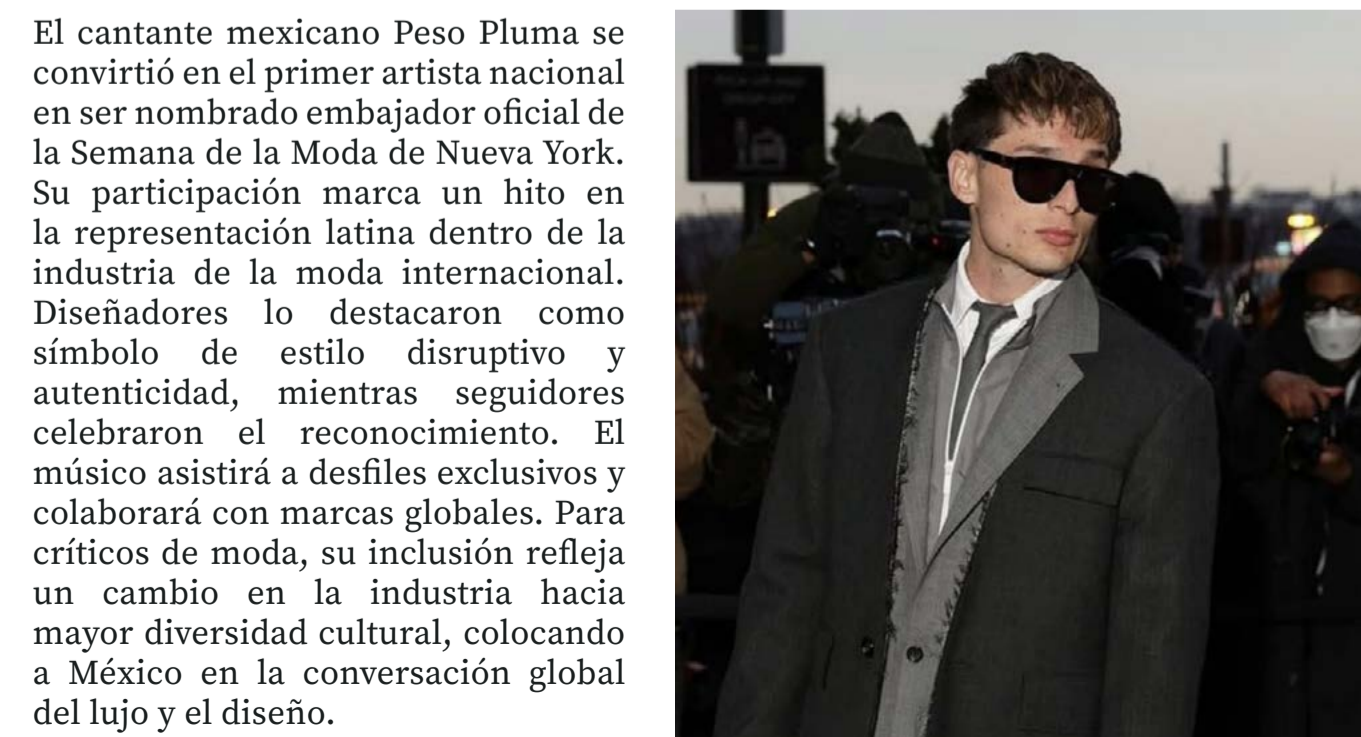 El cantante mexicano Peso Pluma se
convirtió en el primer artista nacional
en ser nombrado embajador oficial de
la Semana de la Moda de Nueva York.
Su participación marca un hito en
la representación latina dentro de la
industria de la moda internacional.
Diseñadores lo destacaron como
símbolo de estilo disruptivo y
autenticidad, mientras seguidores
celebraron el reconocimiento. El
músico asistirá a desfiles exclusivos y
colaborará con marcas globales. Para
críticos de moda, su inclusión refleja
un cambio en la industria hacia
mayor diversidad cultural, colocando
a México en la conversación global
del lujo y el diseño.